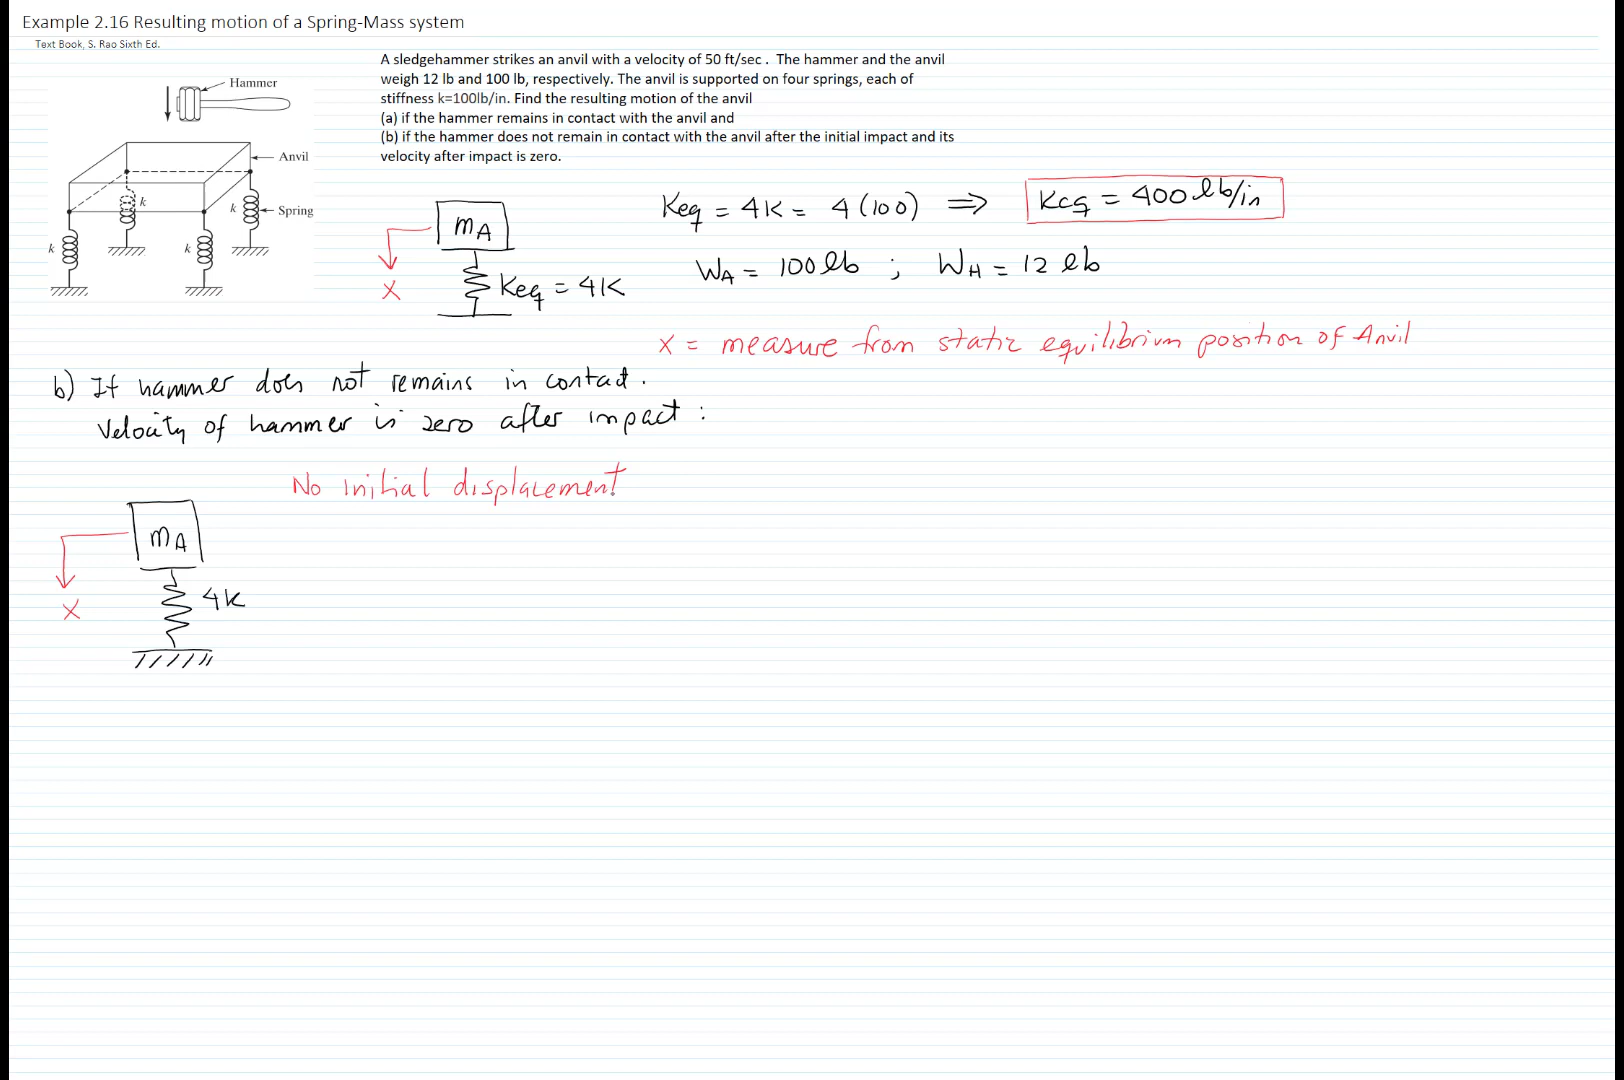 Example 2.16 Resulting motion of a Spring-Mass system
Text Book, S. Rao Sixth Ed.
A sledgehammer strikes an anvil with a velocity of 50 ft/sec . The hammer and the anvil
weigh 12 lb and 100 lb, respectively. The anvil is supported on four springs, each of
stiffness k=100lb/in. Find the resulting motion of the anvil
(a) if the hammer remains in contact with the anvil and
(b) if the hammer does not remain in contact with the anvil after the initial impact and its
velocity after impact is zero.
Hammer
Anvil
k
k
Spring
k
k
mA
x
Keq = 4K
Keq = 4K = 4(100) ⇒ Keq = 400 lb/in
WA = 100 lb ; WH = 12 lb
x = measure from static equilibrium position of Anvil
b) If hammer does not remains in contact.
Velocity of hammer is zero after impact :
No initial displacement
mA
x
4K